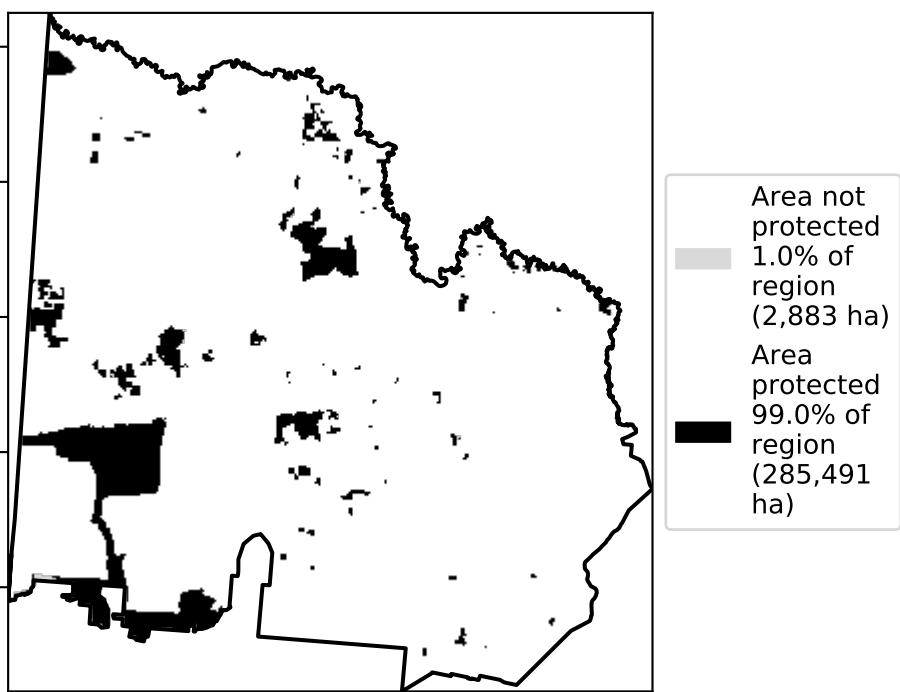 Area not
protected
1.0% of
region
(2,883 ha)
Area
protected
99.0% of
region
(285,491
ha)